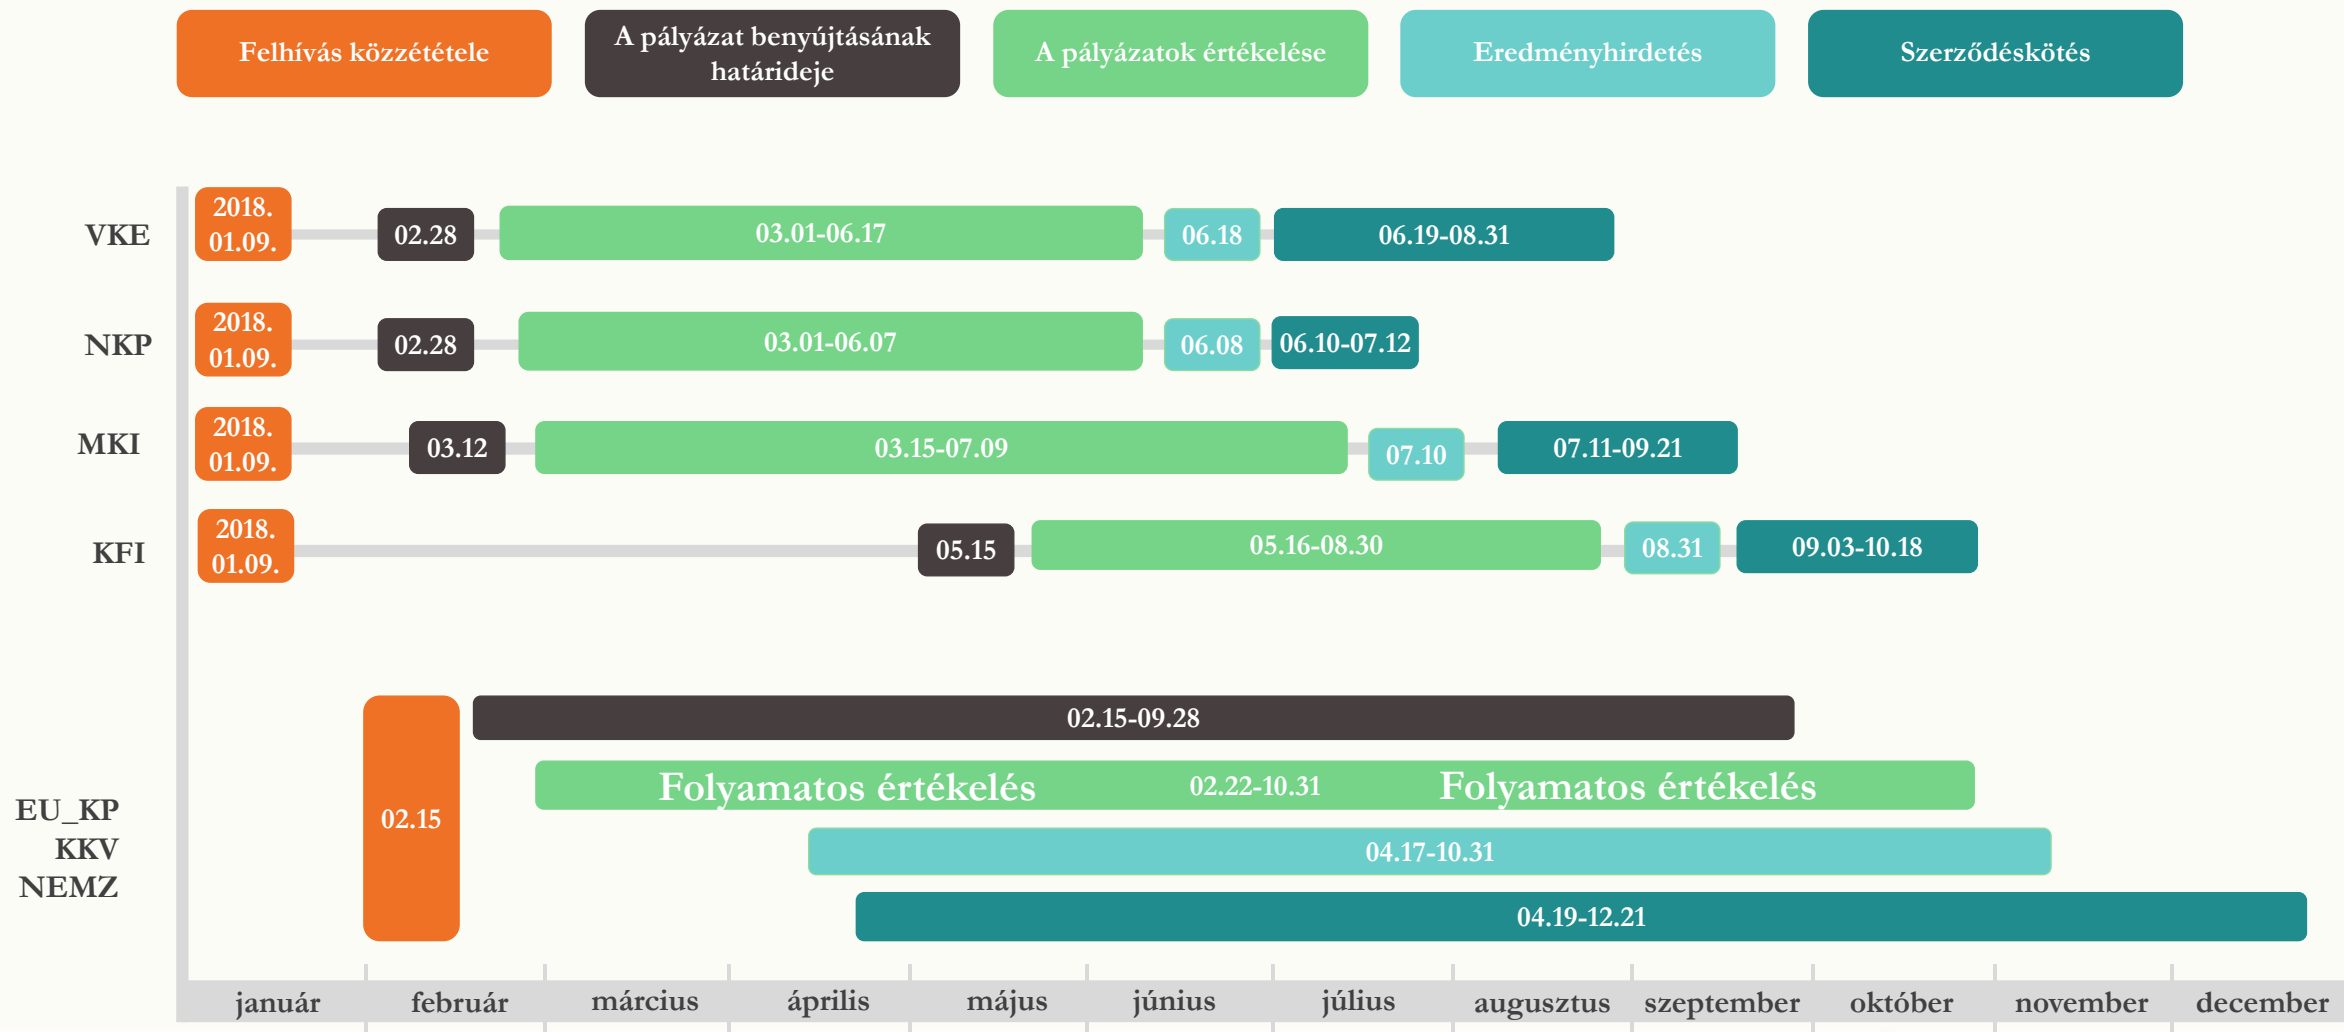 Felhívás közzététele
A pályázat benyújtásának
határideje
A pályázatok értékelése
Eredményhirdetés
Szerződéskötés
VKE
2018.
01.09.
02.28
03.01-06.17
06.18
06.19-08.31
NKP
2018.
01.09.
02.28
03.01-06.07
06.08
06.10-07.12
MKI
2018.
01.09.
03.12
03.15-07.09
07.10
07.11-09.21
KFI
2018.
01.09.
05.15
05.16-08.30
08.31
09.03-10.18
EU_KP
KKV
NEMZ
02.15
02.15-09.28
Folyamatos értékelés 02.22-10.31 Folyamatos értékelés
04.17-10.31
04.19-12.21
január február március április május június július augusztus szeptember október november december